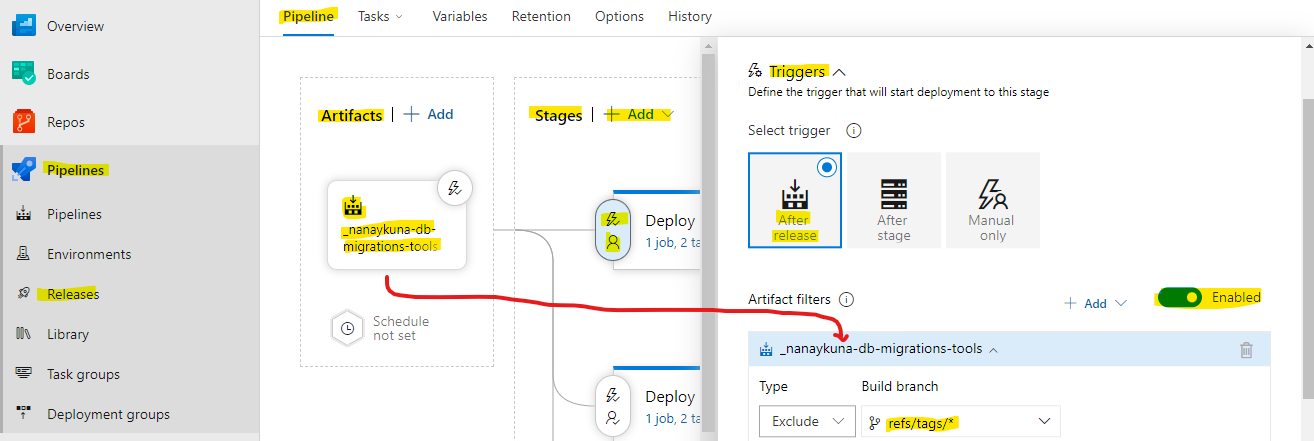 Overview
Boards
Repos
Pipelines
Pipelines
Environments
Releases
Library
Task groups
Deployment groups
Pipeline Tasks Variables Retention Options History
Artifacts | + Add
_nanaykuna-db-
migrations-tools
Schedule
not set
Stages | + Add
Deploy
1 job, 2 ta
Deploy
1 job, 2 ta
Triggers
Define the trigger that will start deployment to this stage
Select trigger
After
release
After
stage
Manual
only
Artifact filters + Add Enabled
_nanaykuna-db-migrations-tools
Type Build branch
Exclude refs/tags/*